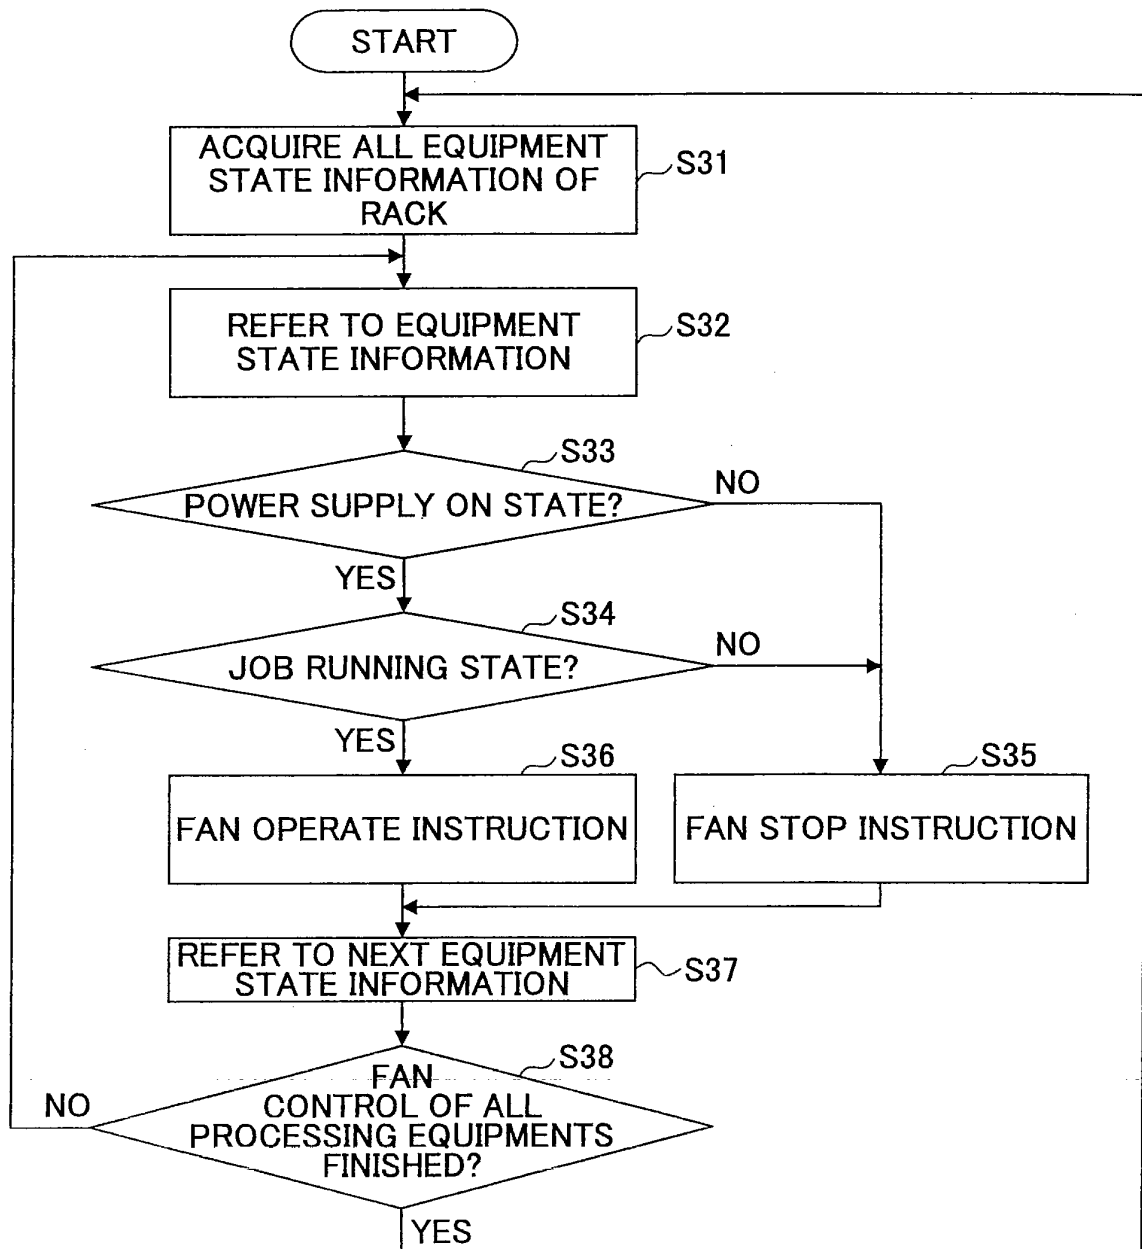 START
ACQUIRE ALL EQUIPMENT
STATE INFORMATION OF
RACK
S31
REFER TO EQUIPMENT
STATE INFORMATION
S32
S33
POWER SUPPLY ON STATE?
NO
YES
S34
JOB RUNNING STATE?
NO
YES
S36
FAN OPERATE INSTRUCTION
S35
FAN STOP INSTRUCTION
REFER TO NEXT EQUIPMENT
STATE INFORMATION
S37
S38
FAN
CONTROL OF ALL
PROCESSING EQUIPMENTS
FINISHED?
NO
YES